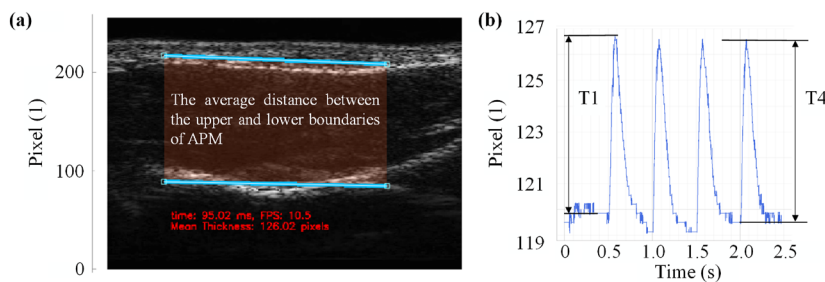 (a)
Pixel (1)
200
100
0
The average distance between
the upper and lower boundaries
of APM
time: 95.02 ms, FPS: 10.5
Mean Thickness: 126.02 pixels
(b)
Pixel (1)
127
126
125
123
121
120
119
T1
T4
0 0.5 1.0 1.5 2.0 2.5
Time (s)